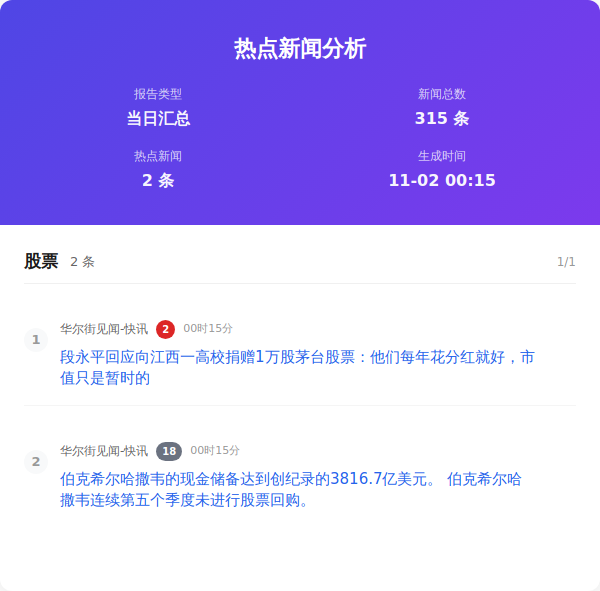 热点新闻分析
报告类型
当日汇总
新闻总数
315 条
热点新闻
2 条
生成时间
11-02 00:15
股票 2 条 1/1
1
华尔街见闻-快讯 2 00时15分
段永平回应向江西一高校捐赠1万股茅台股票：他们每年花分红就好，市
值只是暂时的
2
华尔街见闻-快讯 18 00时15分
伯克希尔哈撒韦的现金储备达到创纪录的3816.7亿美元。 伯克希尔哈
撒韦连续第五个季度未进行股票回购。